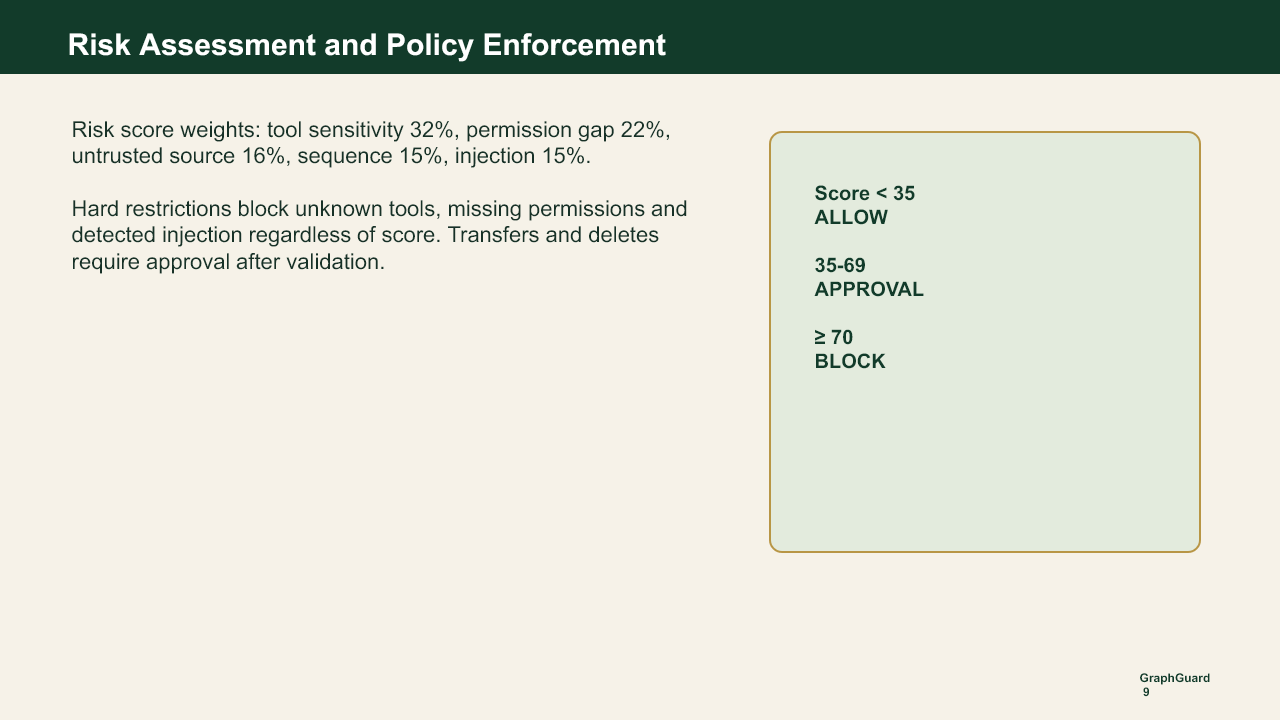 Risk Assessment and Policy Enforcement
Risk score weights: tool sensitivity 32%, permission gap 22%,
untrusted source 16%, sequence 15%, injection 15%.
Hard restrictions block unknown tools, missing permissions and
detected injection regardless of score. Transfers and deletes
require approval after validation.
Score < 35
ALLOW
35-69
APPROVAL
≥ 70
BLOCK
GraphGuard
9